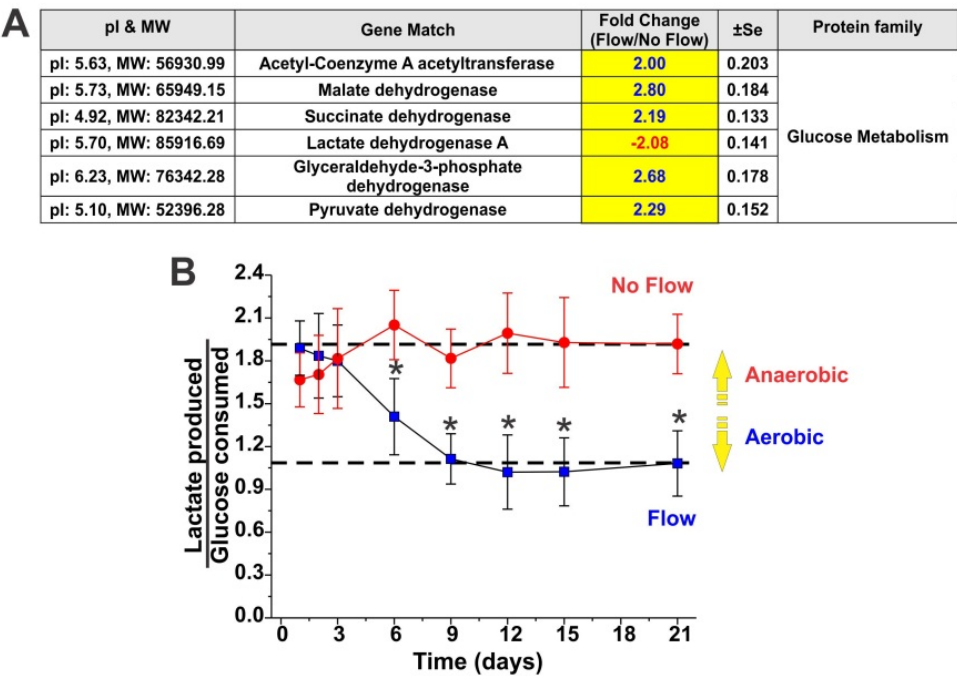 A
pI & MW Gene Match Fold Change (Flow/No Flow) ±Se Protein family
pI: 5.63, MW: 56930.99 Acetyl-Coenzyme A acetyltransferase 2.00 0.203
pI: 5.73, MW: 65949.15 Malate dehydrogenase 2.80 0.184
pI: 4.92, MW: 82342.21 Succinate dehydrogenase 2.19 0.133
pI: 5.70, MW: 85916.69 Lactate dehydrogenase A -2.08 0.141
Glucose Metabolism
pI: 6.23, MW: 76342.28 Glyceraldehyde-3-phosphate dehydrogenase 2.68 0.178
pI: 5.10, MW: 52396.28 Pyruvate dehydrogenase 2.29 0.152
B
Lactate produced
Glucose consumed
2.4
2.1
1.8
1.5
1.2
0.9
0.6
0.3
0.0
No Flow
Anaerobic
Aerobic
Flow
*
*
*
*
*
0 3 6 9 12 15 18 21
Time (days)